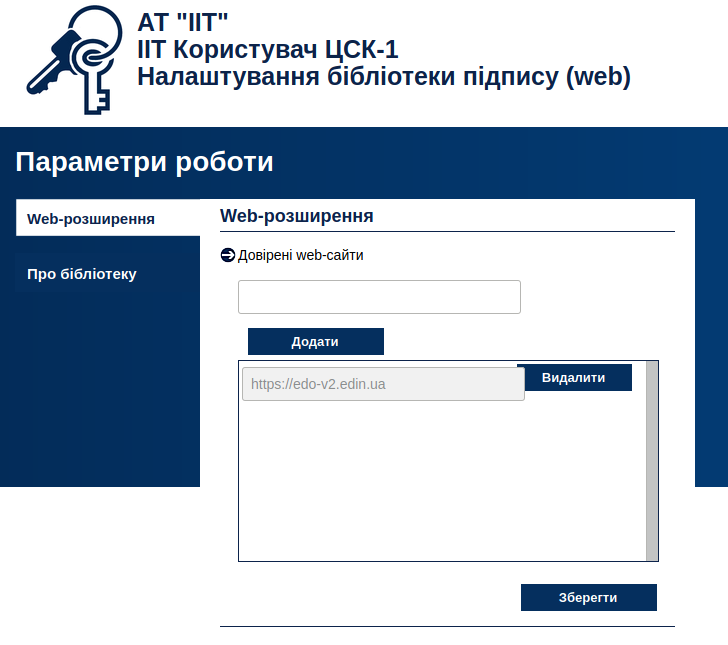 АТ "ІІТ"
ІІТ Користувач ЦСК-1
Налаштування бібліотеки підпису (web)
Параметри роботи
Web-розширення
Про бібліотеку
Web-розширення
Довірені web-сайти
Додати
https://edo-v2.edin.ua
Видалити
Зберегти